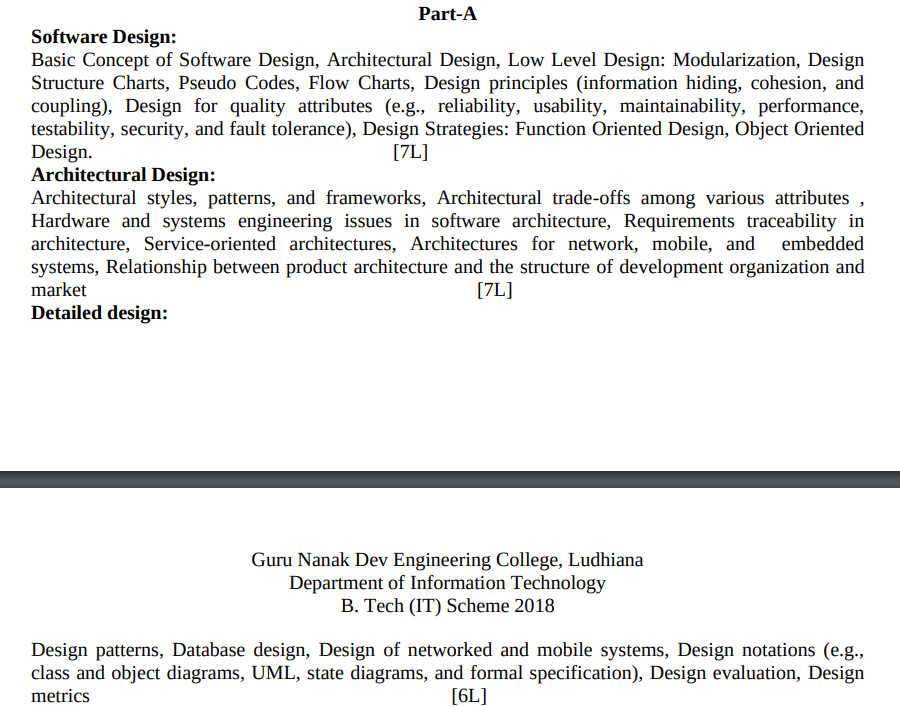 Part-A
Software Design:
Basic Concept of Software Design, Architectural Design, Low Level Design: Modularization, Design
Structure Charts, Pseudo Codes, Flow Charts, Design principles (information hiding, cohesion, and
coupling), Design for quality attributes (e.g., reliability, usability, maintainability, performance,
testability, security, and fault tolerance), Design Strategies: Function Oriented Design, Object Oriented
Design. [7L]
Architectural Design:
Architectural styles, patterns, and frameworks, Architectural trade-offs among various attributes ,
Hardware and systems engineering issues in software architecture, Requirements traceability in
architecture, Service-oriented architectures, Architectures for network, mobile, and embedded
systems, Relationship between product architecture and the structure of development organization and
market [7L]
Detailed design:
Guru Nanak Dev Engineering College, Ludhiana
Department of Information Technology
B. Tech (IT) Scheme 2018
Design patterns, Database design, Design of networked and mobile systems, Design notations (e.g.,
class and object diagrams, UML, state diagrams, and formal specification), Design evaluation, Design
metrics [6L]